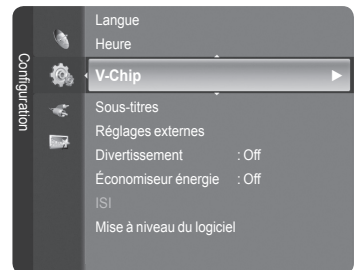 Configuration
Langue
Heure
V-Chip
Sous-titres
Réglages externes
Divertissement : Off
Économiseur énergie : Off
ISI
Mise à niveau du logiciel